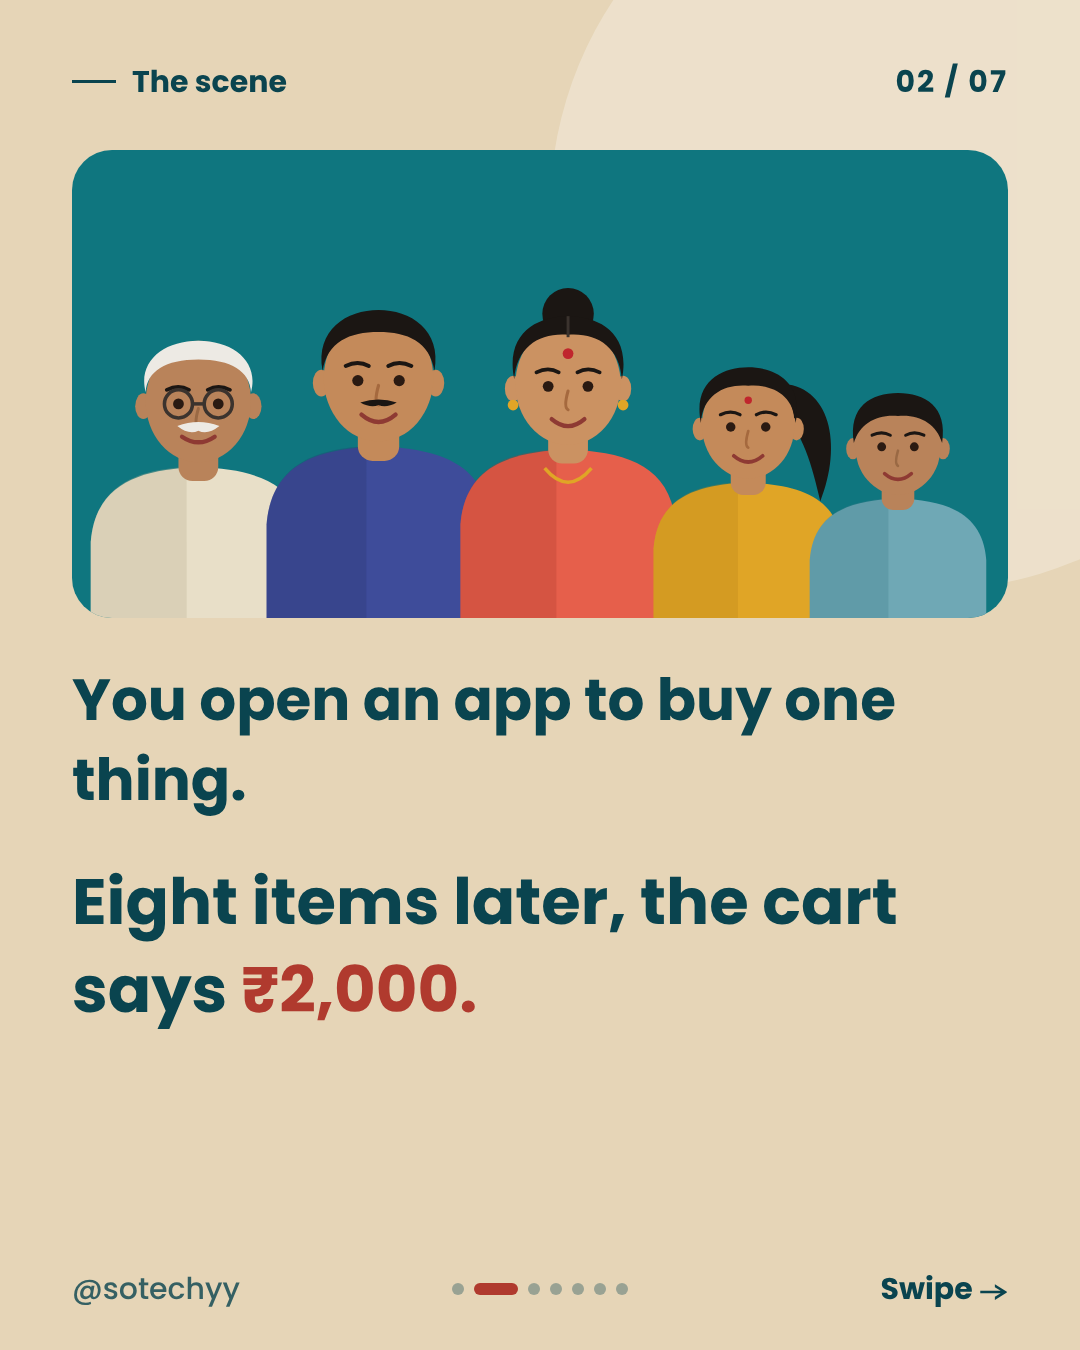 The scene
02 / 07
You open an app to buy one
thing.
Eight items later, the cart
says ₹2,000.
@sotechyy
Swipe →